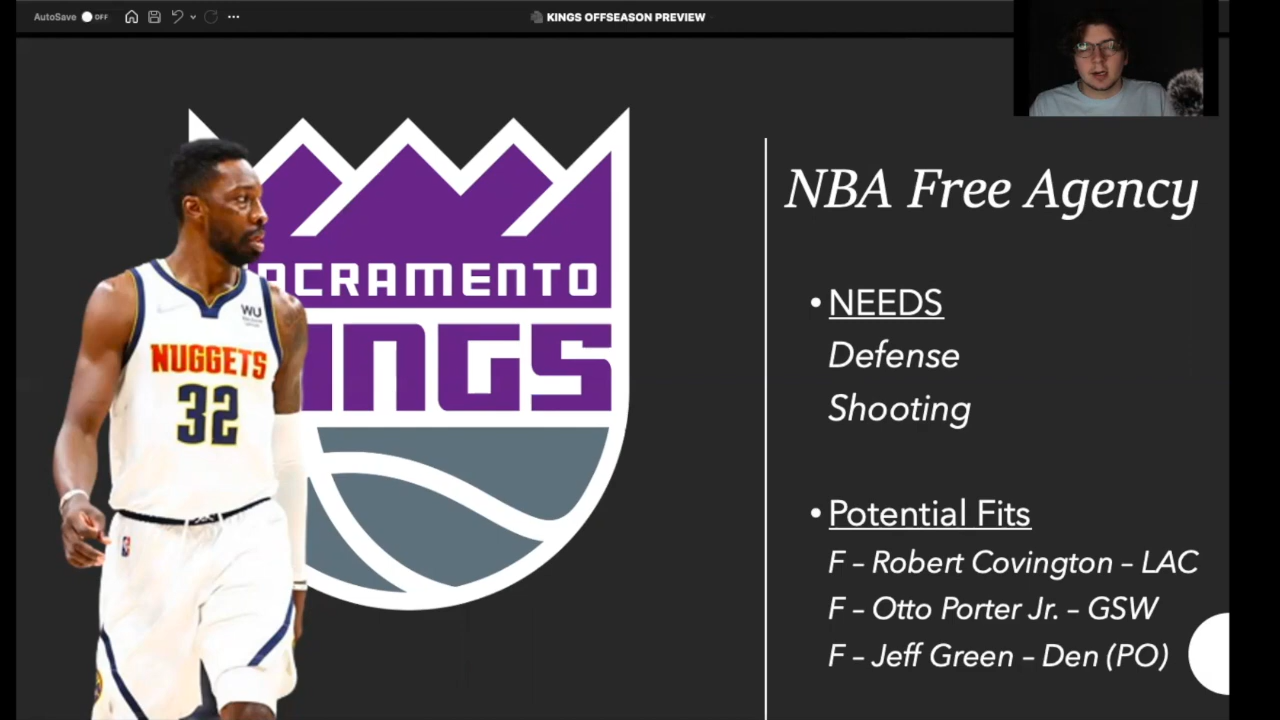 AutoSave OFF
KINGS OFFSEASON PREVIEW
NBA Free Agency
• NEEDS
Defense
Shooting
• Potential Fits
F – Robert Covington – LAC
F – Otto Porter Jr. – GSW
F – Jeff Green – Den (PO)
ACRAMENTO
INGS
WU
NUGGETS
32